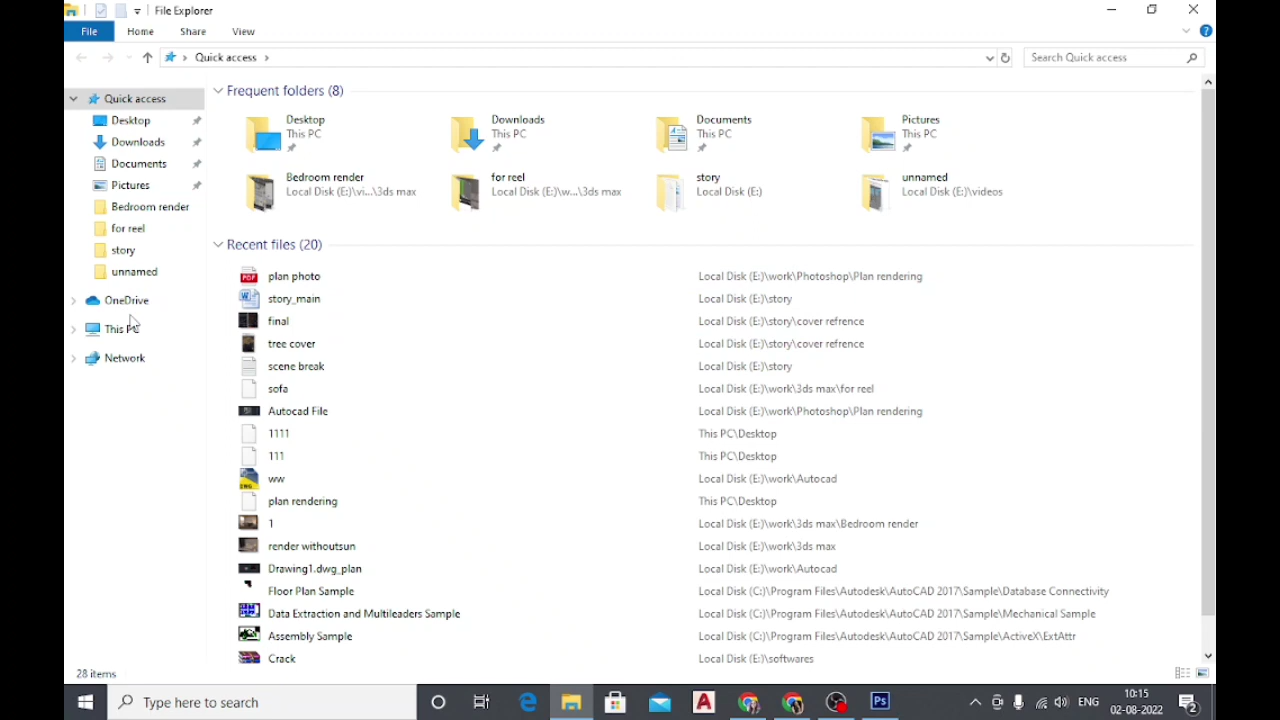 File Explorer
File Home Share View
Quick access
Search Quick access
Quick access
Desktop
Downloads
Documents
Pictures
Bedroom render
for reel
story
unnamed
OneDrive
This PC
Network
Frequent folders (8)
Desktop
This PC
Downloads
This PC
Documents
This PC
Pictures
This PC
Bedroom render
Local Disk (E:)\vi...\3ds max
for reel
Local Disk (E:)\w...\3ds max
story
Local Disk (E:)
unnamed
Local Disk (E:)\videos
Recent files (20)
plan photo Local Disk (E:)\work\Photoshop\Plan rendering
story_main Local Disk (E:)\story
final Local Disk (E:)\story\cover refrence
tree cover Local Disk (E:)\story\cover refrence
scene break Local Disk (E:)\story
sofa Local Disk (E:)\work\3ds max\for reel
Autocad File Local Disk (E:)\work\Photoshop\Plan rendering
1111 This PC\Desktop
111 This PC\Desktop
ww Local Disk (E:)\work\Autocad
plan rendering This PC\Desktop
1 Local Disk (E:)\work\3ds max\Bedroom render
render withoutsun Local Disk (E:)\work\3ds max
Drawing1.dwg_plan Local Disk (E:)\work\Autocad
Floor Plan Sample Local Disk (C:)\Program Files\Autodesk\AutoCAD 2017\Sample\Database Connectivity
Data Extraction and Multileaders Sample Local Disk (C:)\Program Files\Autodesk\AutoCAD 2017\Sample\Mechanical Sample
Assembly Sample Local Disk (C:)\Program Files\Autodesk\AutoCAD 2017\Sample\ActiveX\ExtAttr
Crack Local Disk (E:)\softwares
28 items
Type here to search
A
Ps
ENG
10:15
02-08-2022
2